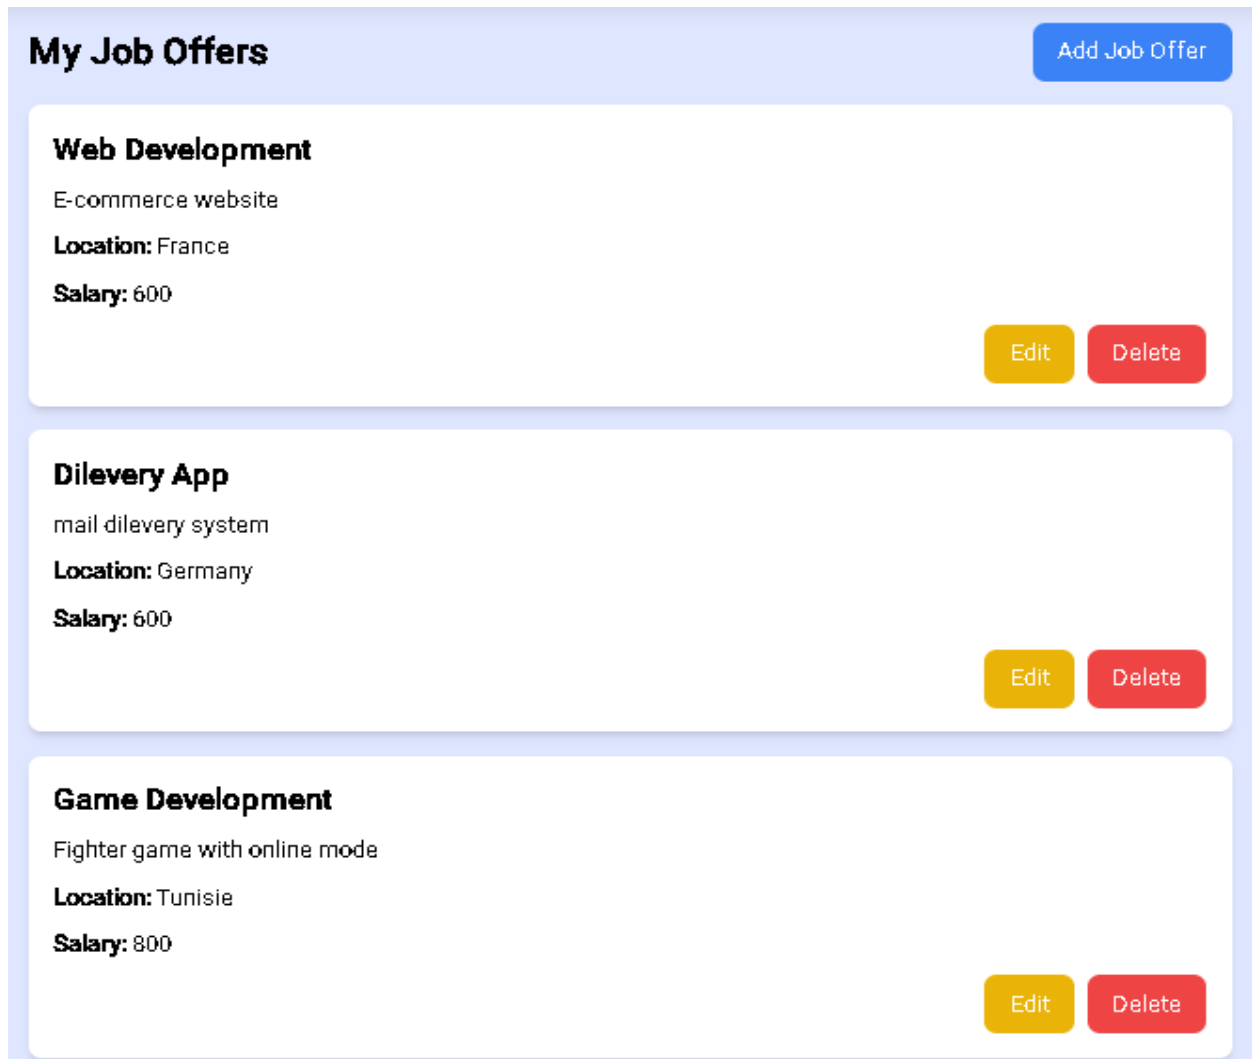 My Job Offers
Add Job Offer
Web Development
E-commerce website
Location: France
Salary: 600
Edit
Delete
Dilevery App
mail dilevery system
Location: Germany
Salary: 600
Edit
Delete
Game Development
Fighter game with online mode
Location: Tunisie
Salary: 800
Edit
Delete